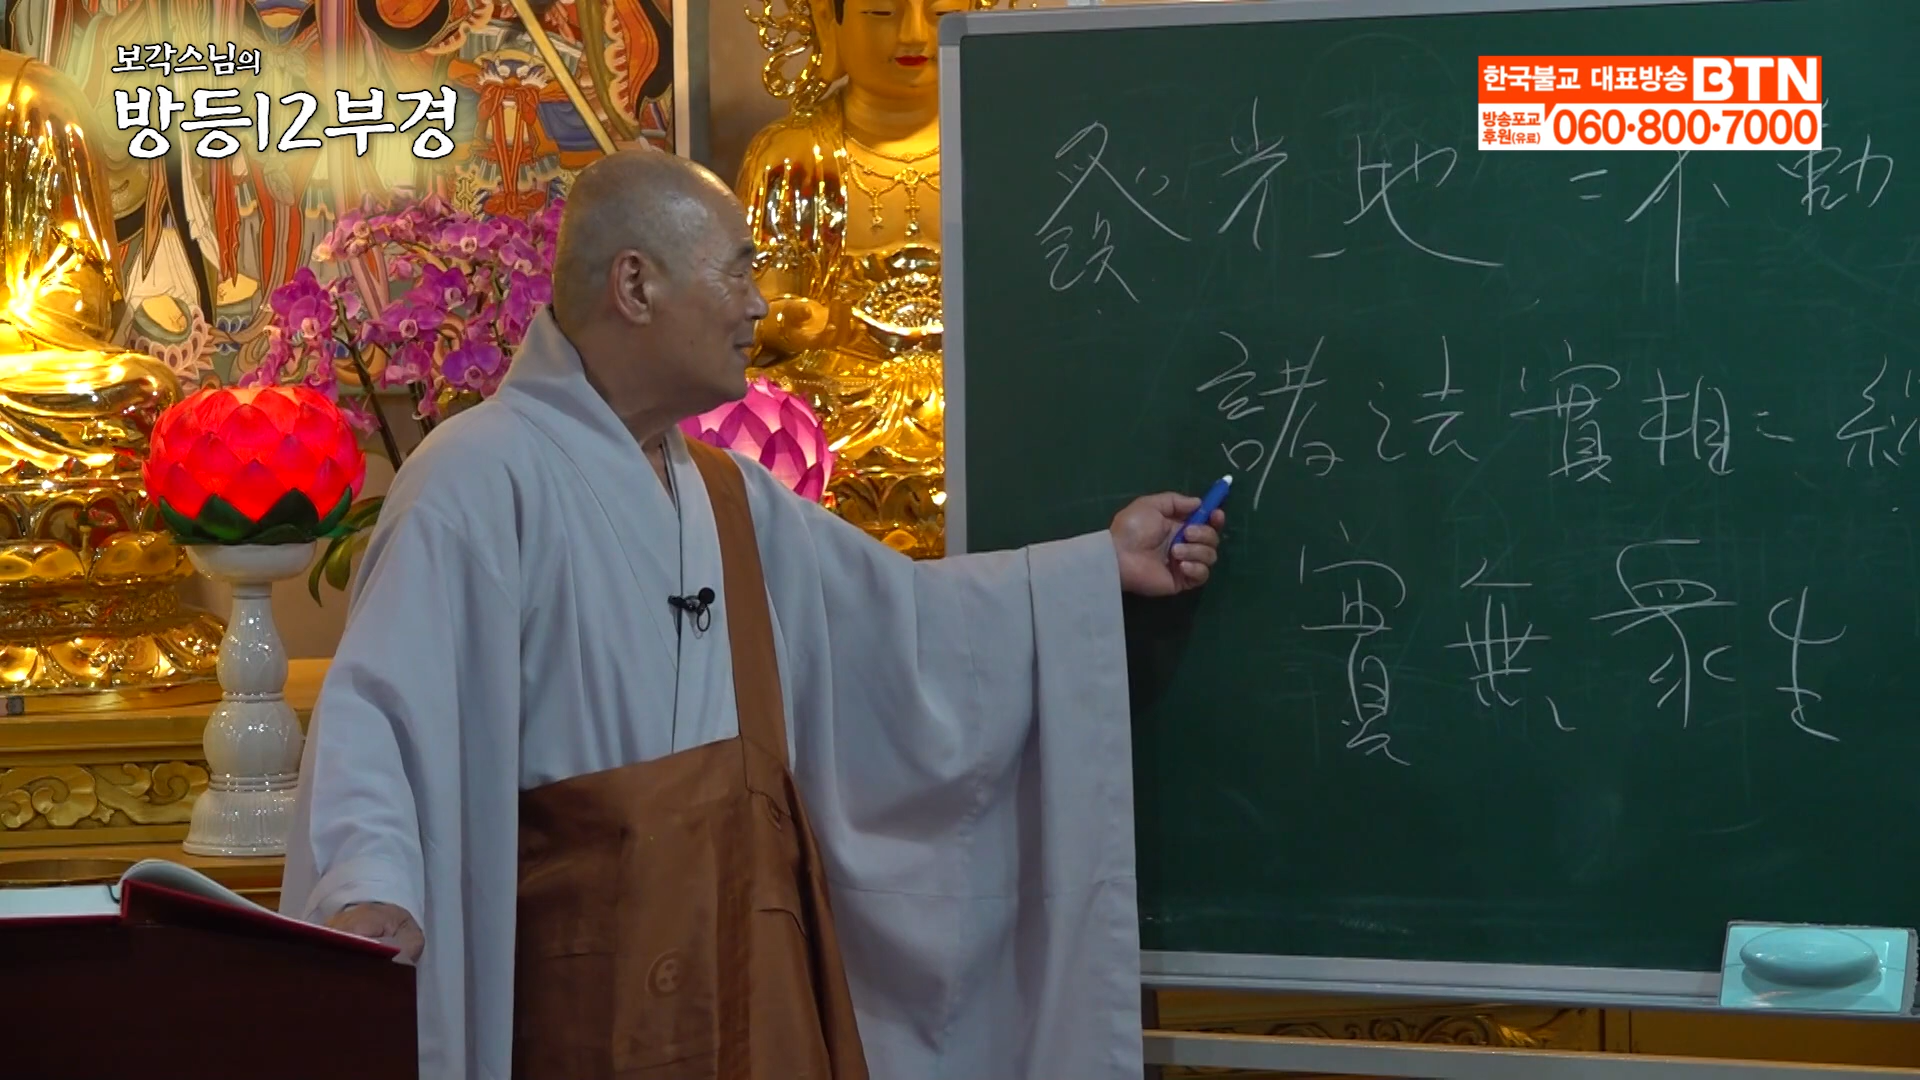 보각스님의
방등12부경
한국불교 대표방송 BTN
방송포교
후원(유료) 060·800·7000
發光地 = 不動
諸法實相 = 緣
實無眾生